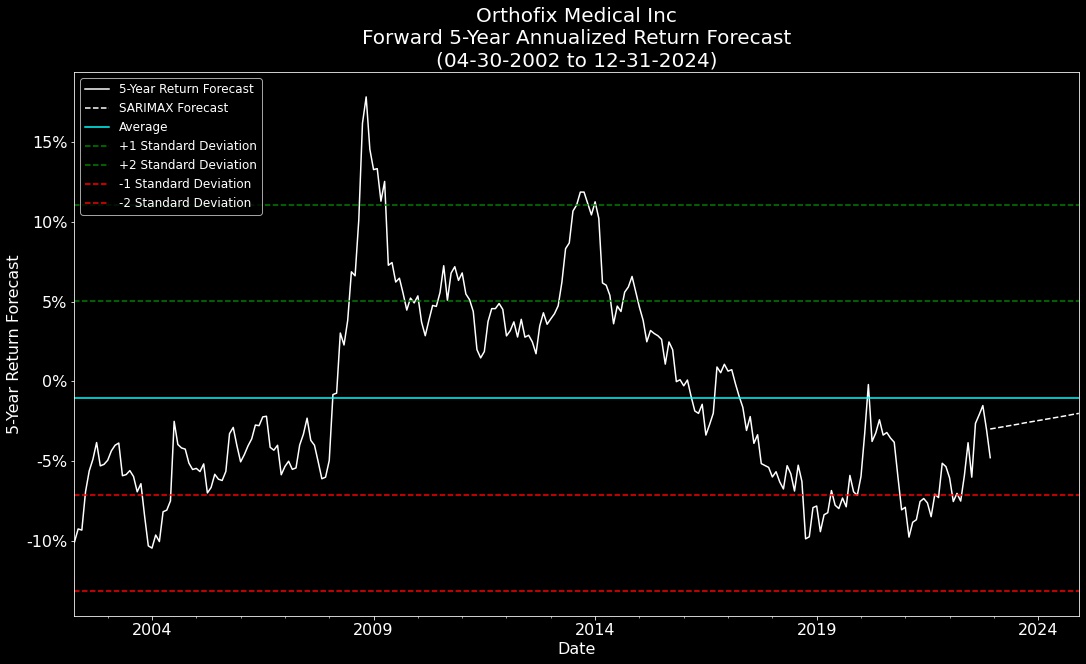 Orthofix Medical Inc
Forward 5-Year Annualized Return Forecast
(04-30-2002 to 12-31-2024)
5-Year Return Forecast
SARIMAX Forecast
Average
+1 Standard Deviation
+2 Standard Deviation
-1 Standard Deviation
-2 Standard Deviation
15%
10%
5%
0%
-5%
-10%
5-Year Return Forecast
2004
2009
2014
2019
2024
Date